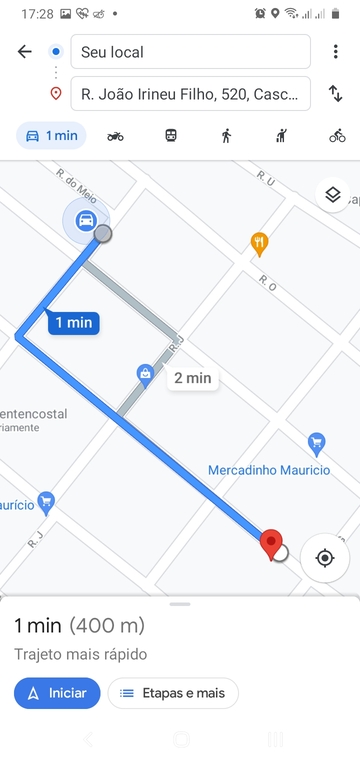 17:28
Seu local
R. João Irineu Filho, 520, Casc...
1 min
R. do Meio
R. U
R. O
1 min
R. J
2 min
entencostal
riamente
Mercadinho Mauricio
aurício
R. J
1 min (400 m)
Trajeto mais rápido
Iniciar
Etapas e mais